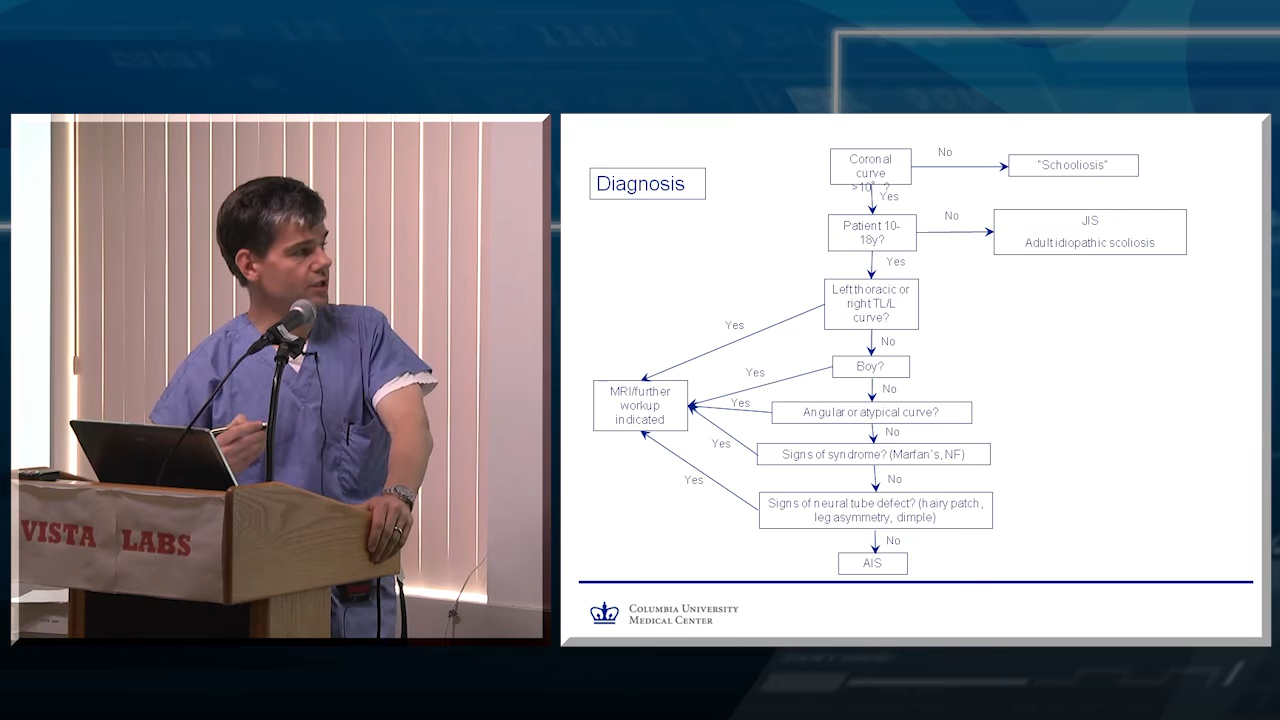 Diagnosis
Coronal
curve
>10° ?
No
"Schooliosis"
Yes
Patient 10-
18y?
No
JIS
Adult idiopathic scoliosis
Yes
Left thoracic or
right TL/L
curve?
Yes
No
Boy?
Yes
No
MRI/further
workup
indicated
Angular or atypical curve?
Yes
No
Signs of syndrome? (Marfan's, NF)
Yes
No
Signs of neural tube defect? (hairy patch,
leg asymmetry, dimple)
Yes
No
AIS
COLUMBIA UNIVERSITY
MEDICAL CENTER
VISTA LABS